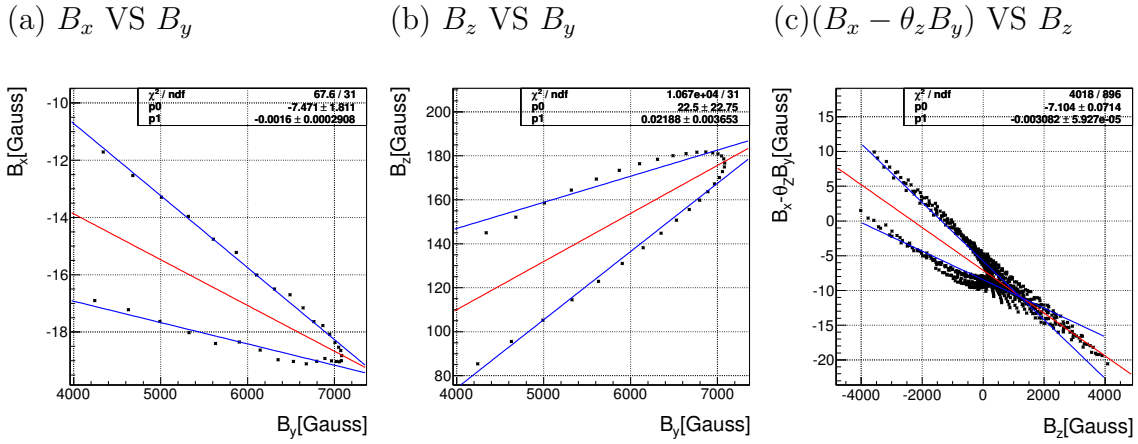 (a) $B_x$ VS $B_y$
(b) $B_z$ VS $B_y$
(c)$(B_x - \theta_z B_y)$ VS $B_z$
χ² / ndf 67.6 / 31
p0 -7.471 ± 1.811
p1 -0.0016 ± 0.0002908
B_x[Gauss]
-10
-12
-14
-16
-18
4000 5000 6000 7000
B_y[Gauss]
χ² / ndf 1.067e+04 / 31
p0 22.5 ± 22.75
p1 0.02188 ± 0.003653
B_z[Gauss]
200
180
160
140
120
100
80
4000 5000 6000 7000
B_y[Gauss]
χ² / ndf 4018 / 896
p0 -7.104 ± 0.0714
p1 -0.003082 ± 5.927e-05
B_x-θ_ZB_y[Gauss]
15
10
5
0
-5
-10
-15
-20
-4000 -2000 0 2000 4000
B_z[Gauss]